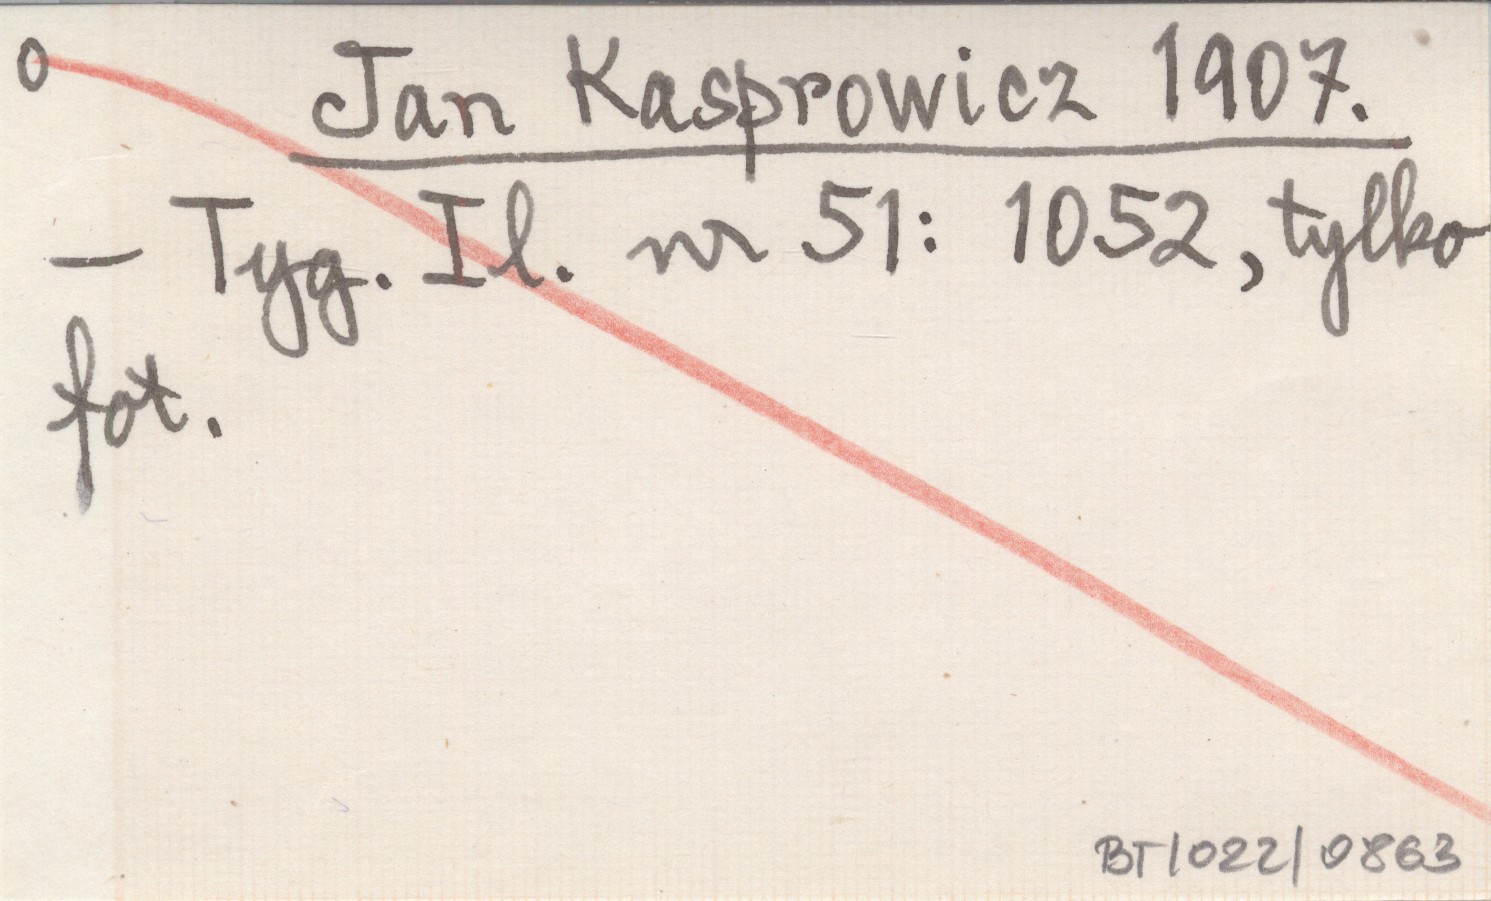 0 Jan Kasprowicz 1907.
- Tyg. Il. nr 51: 1052, tylko
fot.
BT/022/0863